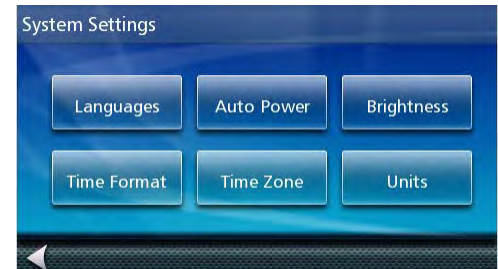 System Settings
Languages Auto Power Brightness
Time Format Time Zone Units